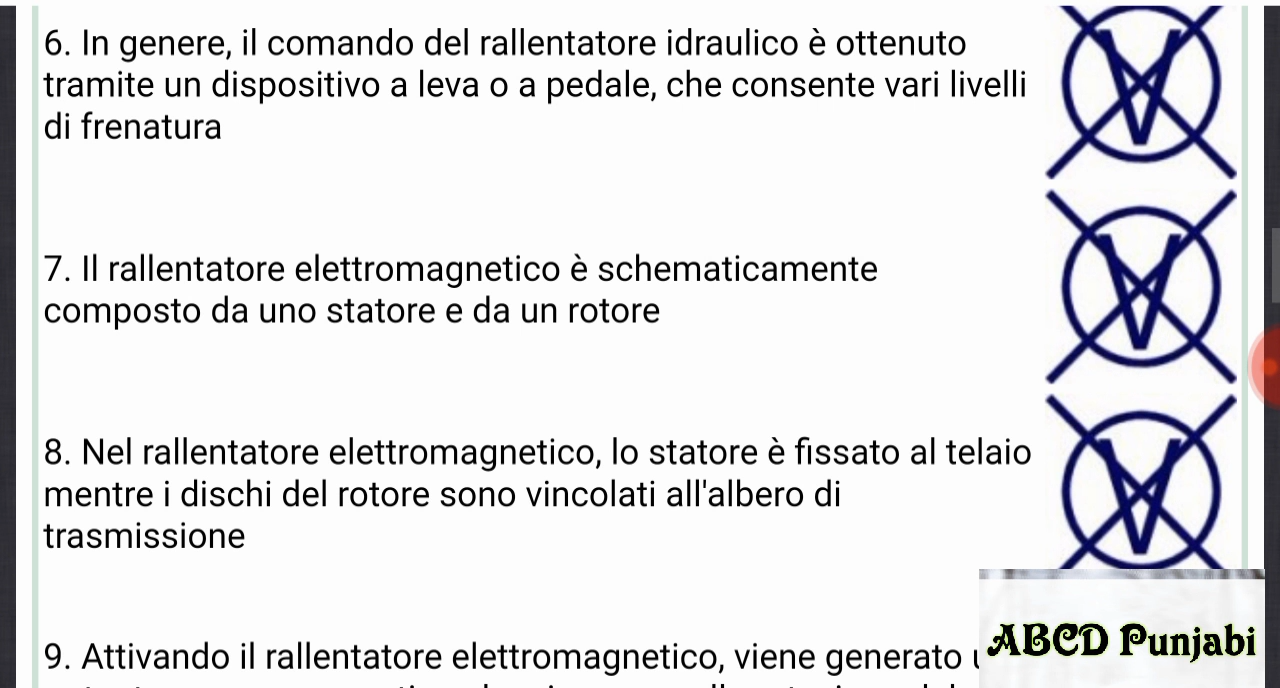 6. In genere, il comando del rallentatore idraulico è ottenuto
tramite un dispositivo a leva o a pedale, che consente vari livelli
di frenatura
V
7. Il rallentatore elettromagnetico è schematicamente
composto da uno statore e da un rotore
V
8. Nel rallentatore elettromagnetico, lo statore è fissato al telaio
mentre i dischi del rotore sono vincolati all'albero di
trasmissione
V
9. Attivando il rallentatore elettromagnetico, viene generato
ABCD Punjabi